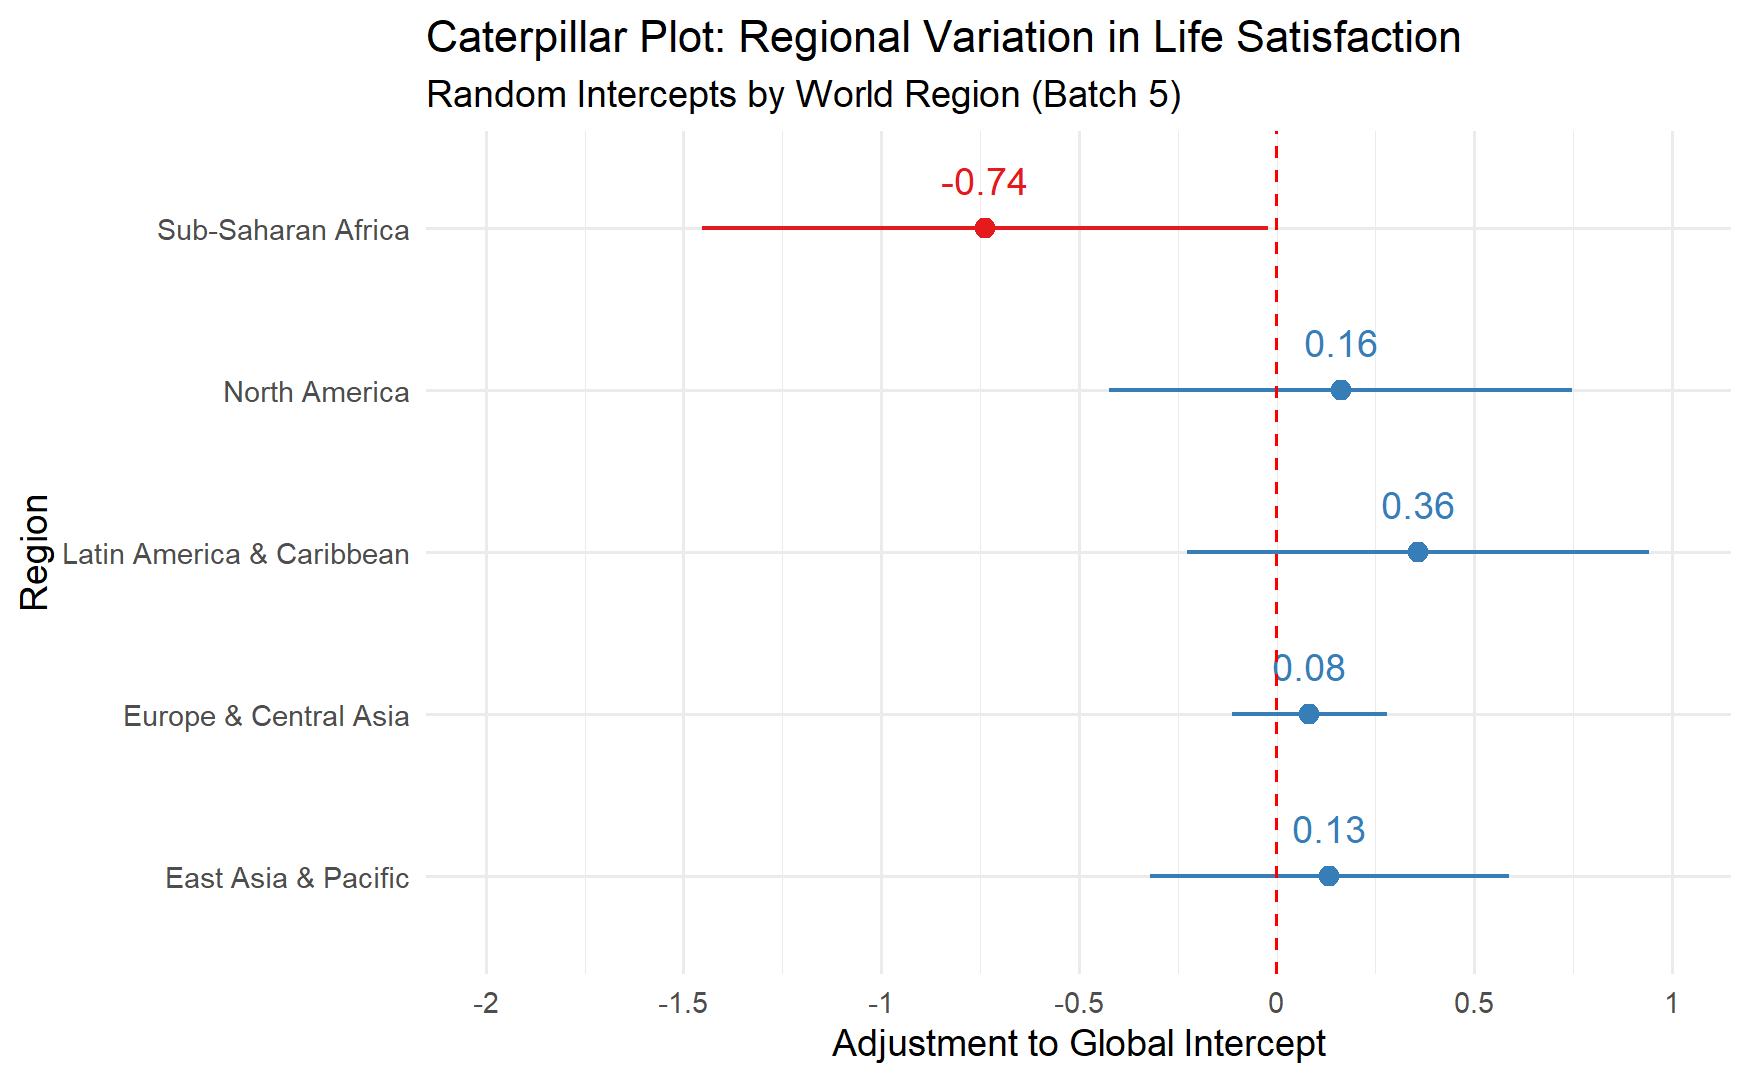 Caterpillar Plot: Regional Variation in Life Satisfaction
Random Intercepts by World Region (Batch 5)
-0.74
Sub-Saharan Africa
0.16
North America
0.36
Latin America & Caribbean
Region
0.08
Europe & Central Asia
0.13
East Asia & Pacific
-2 -1.5 -1 -0.5 0 0.5 1
Adjustment to Global Intercept